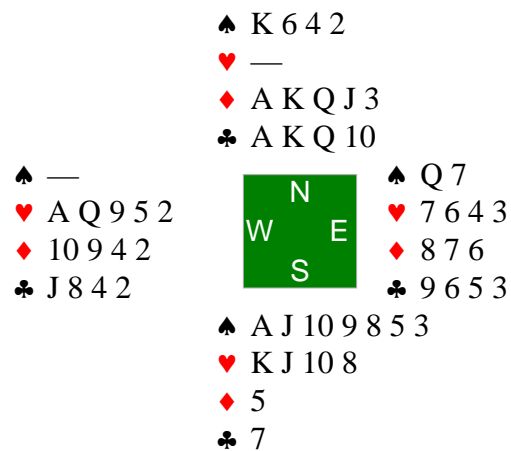 ♠ K 6 4 2
♥ —
♦ A K Q J 3
♣ A K Q 10
♠ —
♥ A Q 9 5 2
♦ 10 9 4 2
♣ J 8 4 2
N
W E
S
♠ Q 7
♥ 7 6 4 3
♦ 8 7 6
♣ 9 6 5 3
♠ A J 10 9 8 5 3
♥ K J 10 8
♦ 5
♣ 7